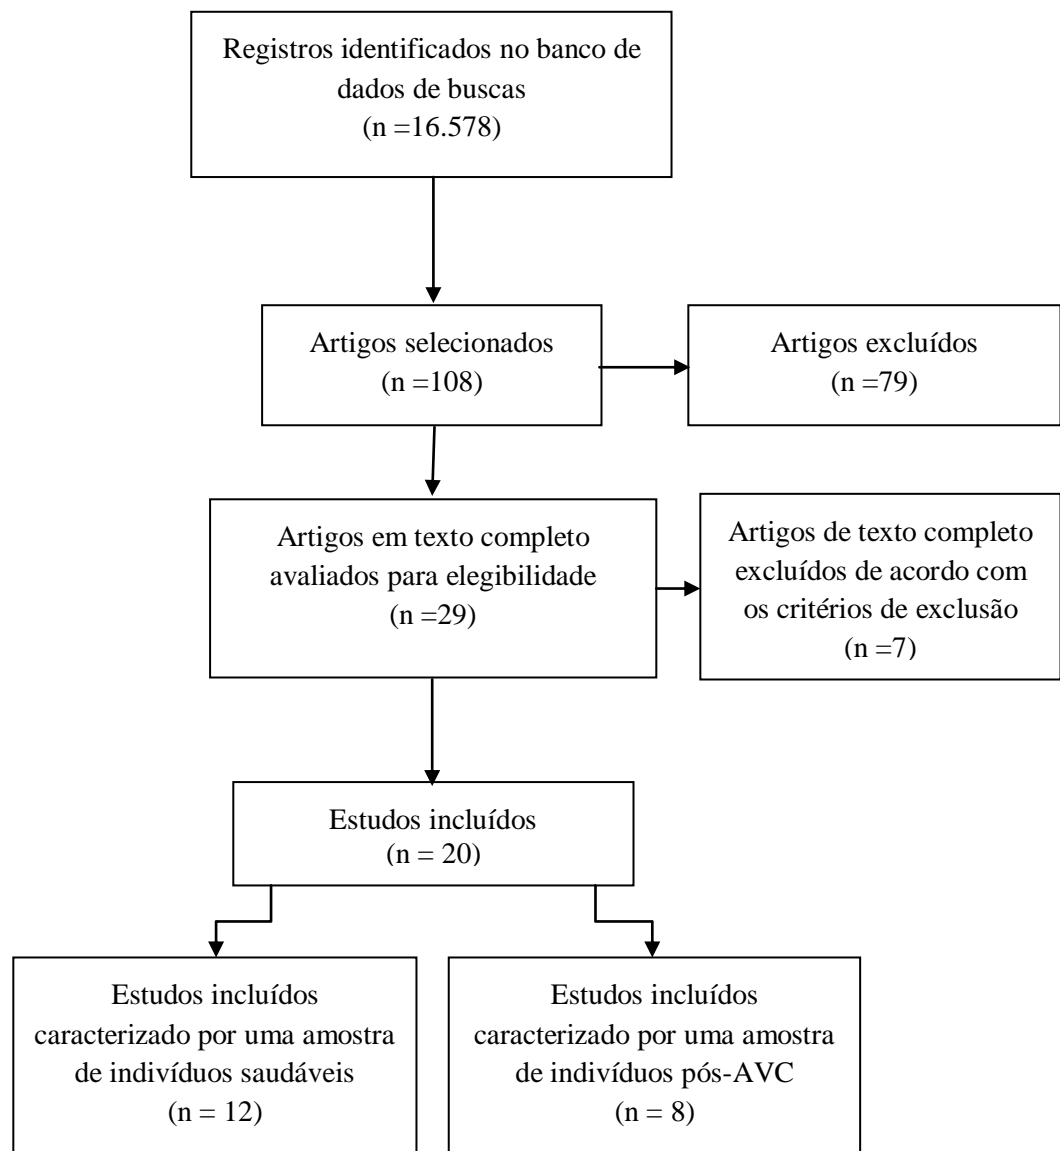 Registros identificados no banco de
dados de buscas
(n =16.578)
Artigos selecionados
(n =108)
Artigos excluídos
(n =79)
Artigos em texto completo
avaliados para elegibilidade
(n =29)
Artigos de texto completo
excluídos de acordo com
os critérios de exclusão
(n =7)
Estudos incluídos
(n = 20)
Estudos incluídos
caracterizado por uma amostra
de indivíduos saudáveis
(n = 12)
Estudos incluídos
caracterizado por uma amostra
de indivíduos pós-AVC
(n = 8)